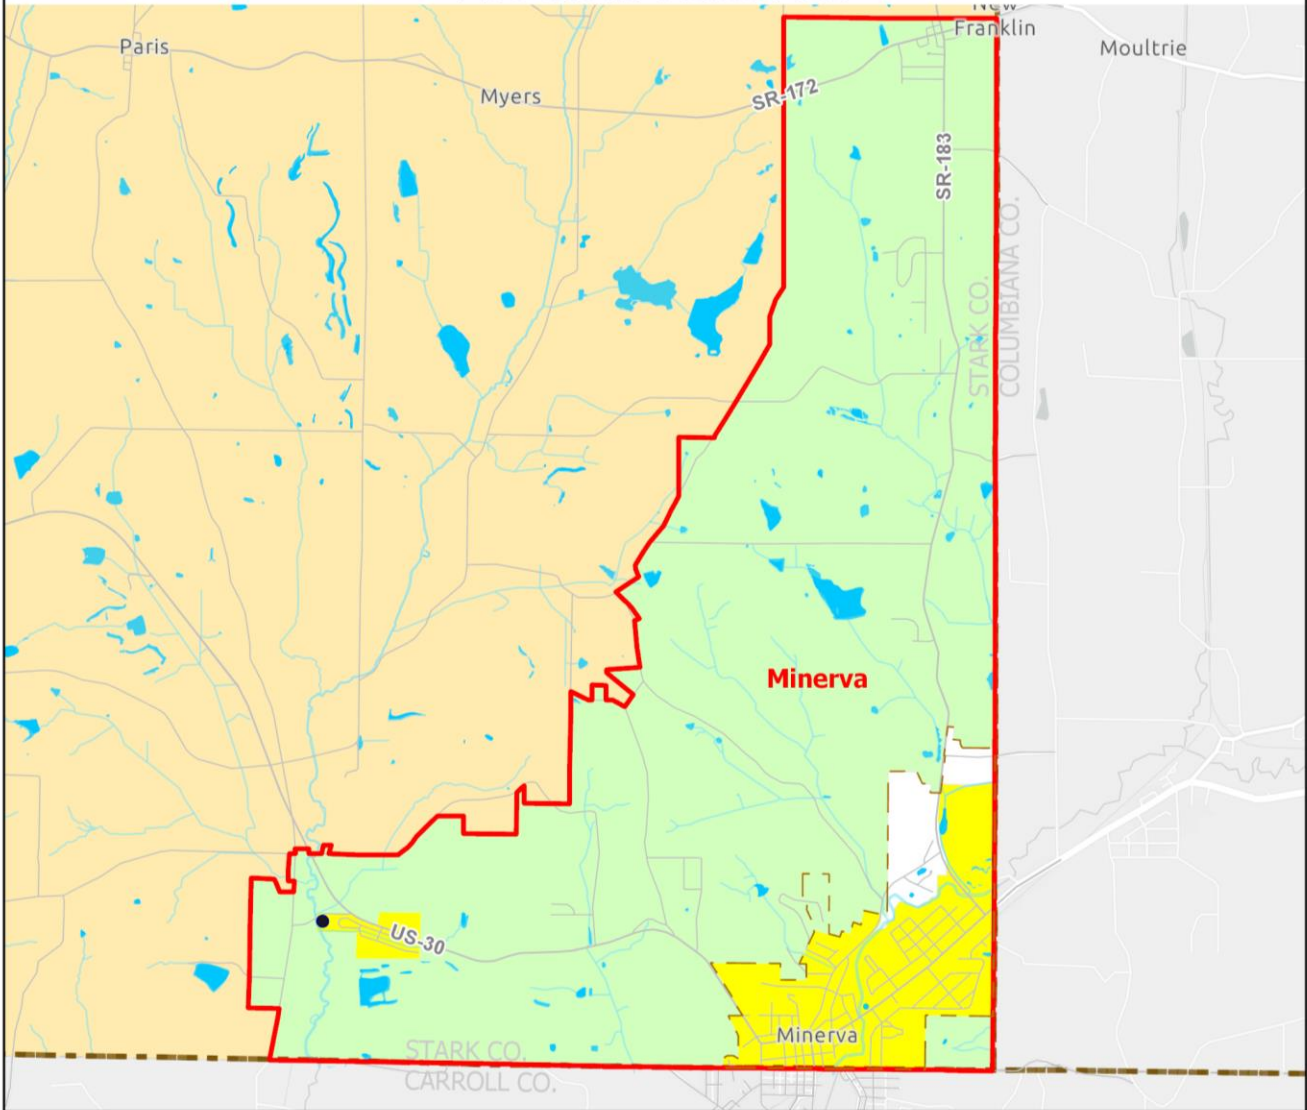 New
Franklin
Paris
Moultrie
Myers
SR-172
SR-183
STARK CO.
COLUMBIANA CO.
Minerva
US-30
Minerva
STARK CO.
CARROLL CO.